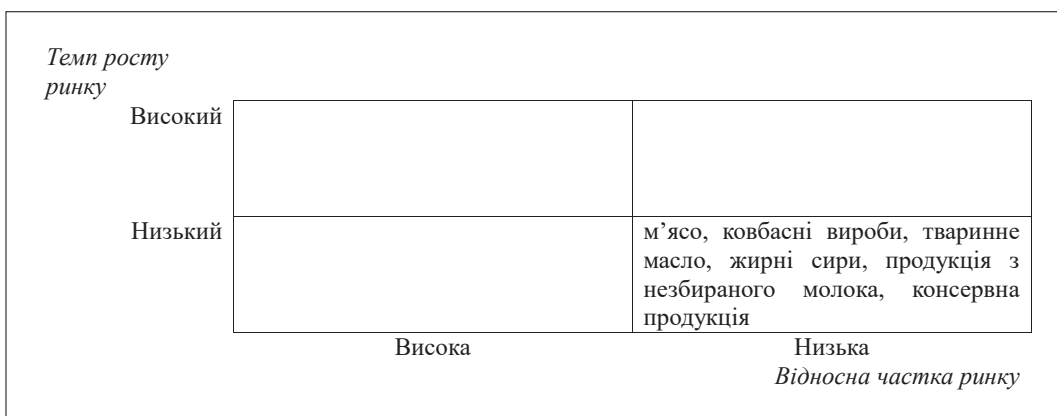 Темп росту
ринку
Високий
Низький
м’ясо, ковбасні вироби, тваринне
масло, жирні сири, продукція з
незбираного молока, консервна
продукція
Висока
Низька
Відносна частка ринку